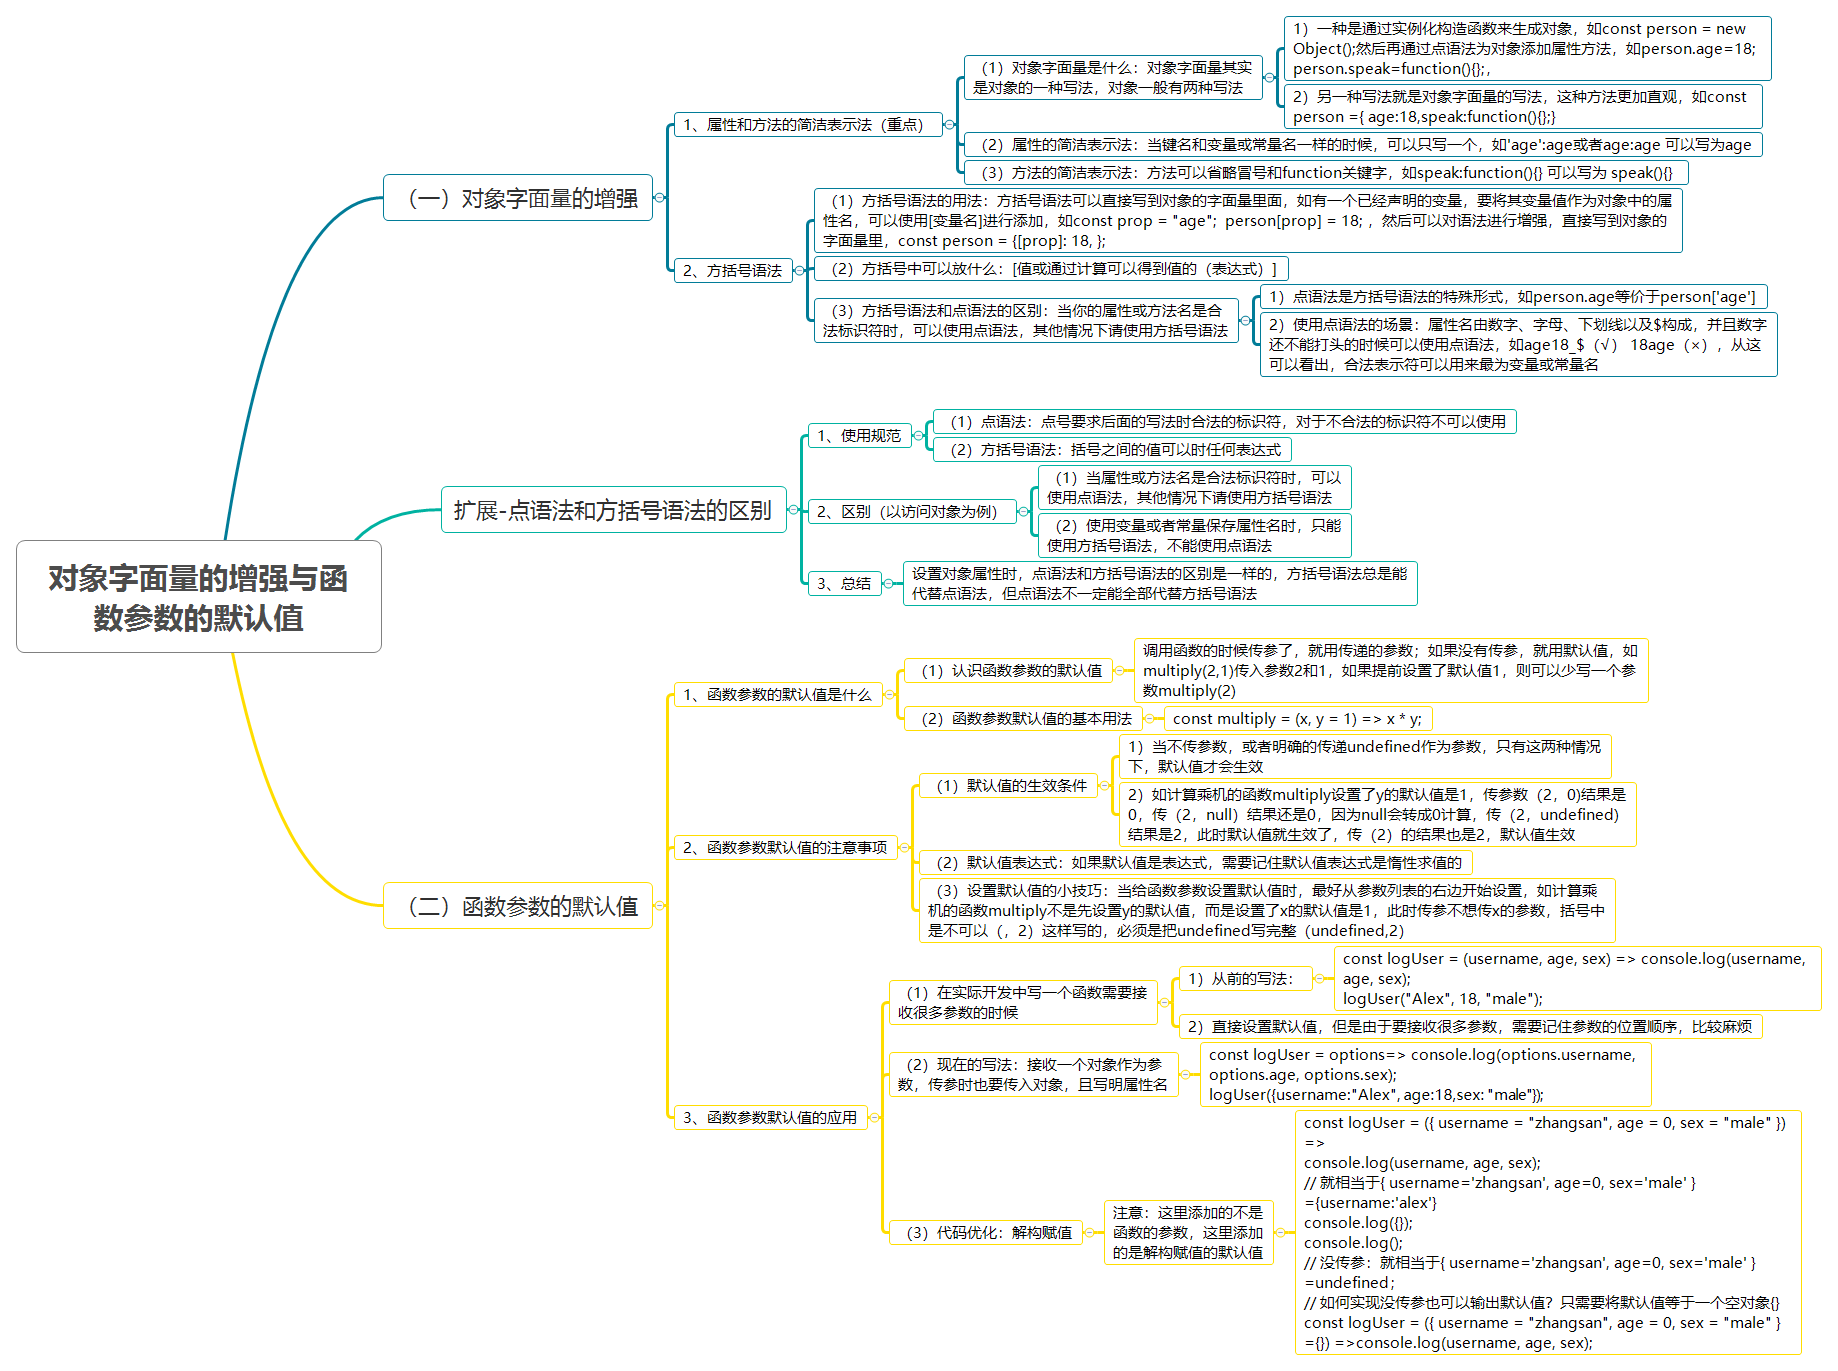 对象字面量的增强与函
数参数的默认值
（一）对象字面量的增强
1、属性和方法的简洁表示法（重点）
（1）对象字面量是什么：对象字面量其实
是对象的一种写法，对象一般有两种写法
1）一种是通过实例化构造函数来生成对象，如const person = new
Object();然后再通过点语法为对象添加属性方法，如person.age=18;
person.speak=function(){};,
2）另一种写法就是对象字面量的写法，这种方法更加直观，如const
person ={ age:18,speak:function(){};}
（2）属性的简洁表示法：当键名和变量或常量名一样的时候，可以只写一个，如'age':age或者age:age 可以写为age
（3）方法的简洁表示法：方法可以省略冒号和function关键字，如speak:function(){} 可以写为 speak(){}
2、方括号语法
（1）方括号语法的用法：方括号语法可以直接写到对象的字面量里面，如有一个已经声明的变量，要将其变量值作为对象中的属
性名，可以使用[变量名]进行添加，如const prop = "age"; person[prop] = 18; ，然后可以对语法进行增强，直接写到对象的
字面量里，const person = {[prop]: 18, };
（2）方括号中可以放什么：[值或通过计算可以得到值的（表达式）]
（3）方括号语法和点语法的区别：当你的属性或方法名是合
法标识符时，可以使用点语法，其他情况下请使用方括号语法
1）点语法是方括号语法的特殊形式，如person.age等价于person['age']
2）使用点语法的场景：属性名由数字、字母、下划线以及$构成，并且数字
还不能打头的时候可以使用点语法，如age18_$（√） 18age（×），从这
可以看出，合法表示符可以用来最为变量或常量名
扩展-点语法和方括号语法的区别
1、使用规范
（1）点语法：点号要求后面的写法时合法的标识符，对于不合法的标识符不可以使用
（2）方括号语法：括号之间的值可以时任何表达式
2、区别（以访问对象为例）
（1）当属性或方法名是合法标识符时，可以
使用点语法，其他情况下请使用方括号语法
（2）使用变量或者常量保存属性名时，只能
使用方括号语法，不能使用点语法
3、总结
设置对象属性时，点语法和方括号语法的区别是一样的，方括号语法总是能
代替点语法，但点语法不一定能全部代替方括号语法
（二）函数参数的默认值
1、函数参数的默认值是什么
（1）认识函数参数的默认值
调用函数的时候传参了，就用传递的参数；如果没有传参，就用默认值，如
multiply(2,1)传入参数2和1，如果提前设置了默认值1，则可以少写一个参
数multiply(2)
（2）函数参数默认值的基本用法
const multiply = (x, y = 1) => x * y;
2、函数参数默认值的注意事项
（1）默认值的生效条件
1）当不传参数，或者明确的传递undefined作为参数，只有这两种情况
下，默认值才会生效
2）如计算乘机的函数multiply设置了y的默认值是1，传参数（2，0)结果是
0，传（2，null）结果还是0，因为null会转成0计算，传（2，undefined)
结果是2，此时默认值就生效了，传（2）的结果也是2，默认值生效
（2）默认值表达式：如果默认值是表达式，需要记住默认值表达式是惰性求值的
（3）设置默认值的小技巧：当给函数参数设置默认值时，最好从参数列表的右边开始设置，如计算乘
机的函数multiply不是先设置y的默认值，而是设置了x的默认值是1，此时传参不想传x的参数，括号中
是不可以（，2）这样写的，必须是把undefined写完整（undefined,2）
3、函数参数默认值的应用
（1）在实际开发中写一个函数需要接
收很多参数的时候
1）从前的写法：
const logUser = (username, age, sex) => console.log(username,
age, sex);
logUser("Alex", 18, "male");
2）直接设置默认值，但是由于要接收很多参数，需要记住参数的位置顺序，比较麻烦
（2）现在的写法：接收一个对象作为参
数，传参时也要传入对象，且写明属性名
const logUser = options=> console.log(options.username,
options.age, options.sex);
logUser({username:"Alex", age:18,sex: "male"});
（3）代码优化：解构赋值
注意：这里添加的不是
函数的参数，这里添加
的是解构赋值的默认值
const logUser = ({ username = "zhangsan", age = 0, sex = "male" })
=>
console.log(username, age, sex);
// 就相当于{ username='zhangsan', age=0, sex='male' }
={username:'alex'}
console.log({});
console.log();
// 没传参：就相当于{ username='zhangsan', age=0, sex='male' }
=undefined；
// 如何实现没传参也可以输出默认值？只需要将默认值等于一个空对象{}
const logUser = ({ username = "zhangsan", age = 0, sex = "male" }
={}) =>console.log(username, age, sex);